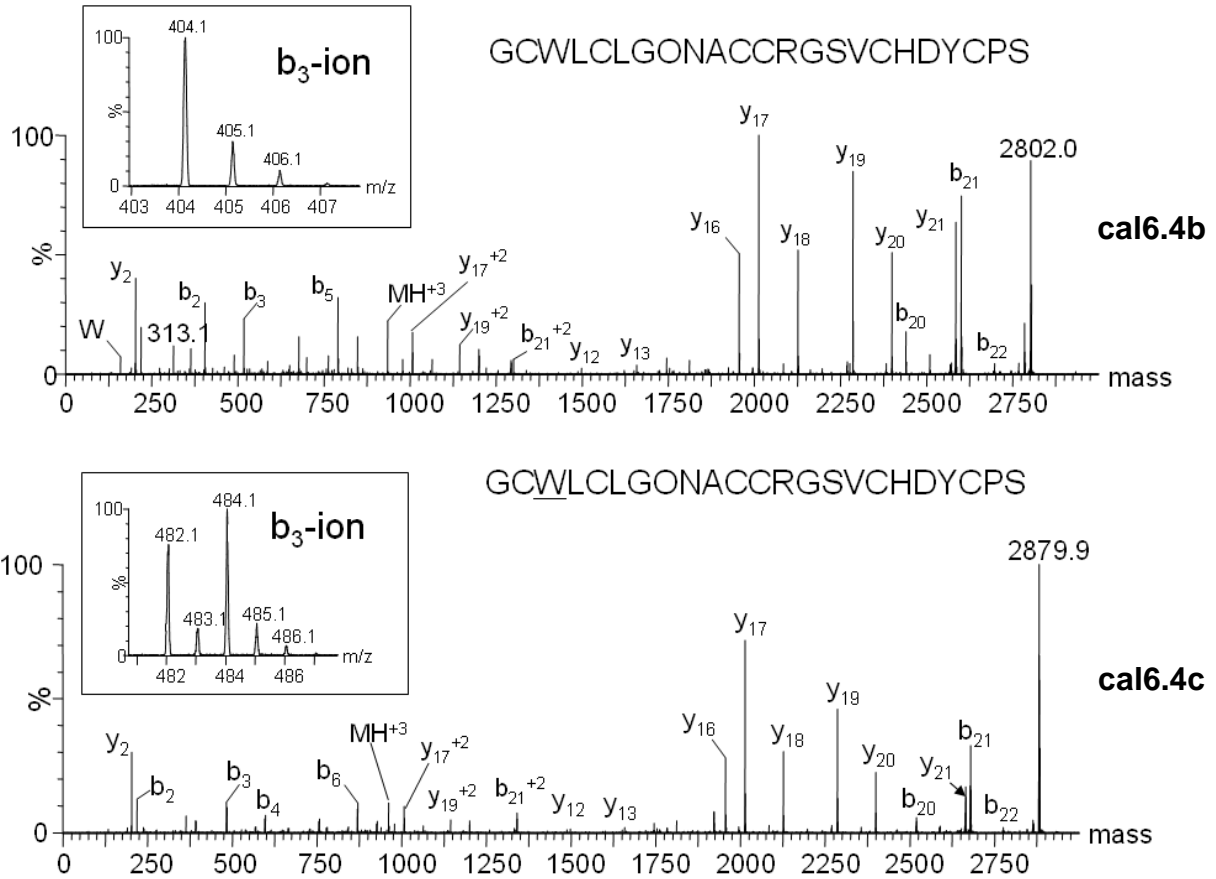 GCWLCLGONACCRGSVCHDYCPS
cal6.4b
b3-ion
404.1
405.1
406.1
100
%
0
403 404 405 406 407
m/z
100
%
0
W
y2
313.1
b2
b3
b5
MH+3
y17+2
y19+2
b21+2
y12
y13
y16
y17
y18
y19
y20
b20
y21
b21
b22
2802.0
0 250 500 750 1000 1250 1500 1750 2000 2250 2500 2750
mass
GCWLCLGONACCRGSVCHDYCPS
cal6.4c
b3-ion
482.1
483.1
484.1
485.1
486.1
100
%
0
482 484 486
m/z
100
%
0
y2
b2
b3
b4
b6
MH+3
y17+2
y19+2
b21+2
y12
y13
y16
y17
y18
y19
y20
b20
y21
b21
b22
2879.9
0 250 500 750 1000 1250 1500 1750 2000 2250 2500 2750
mass